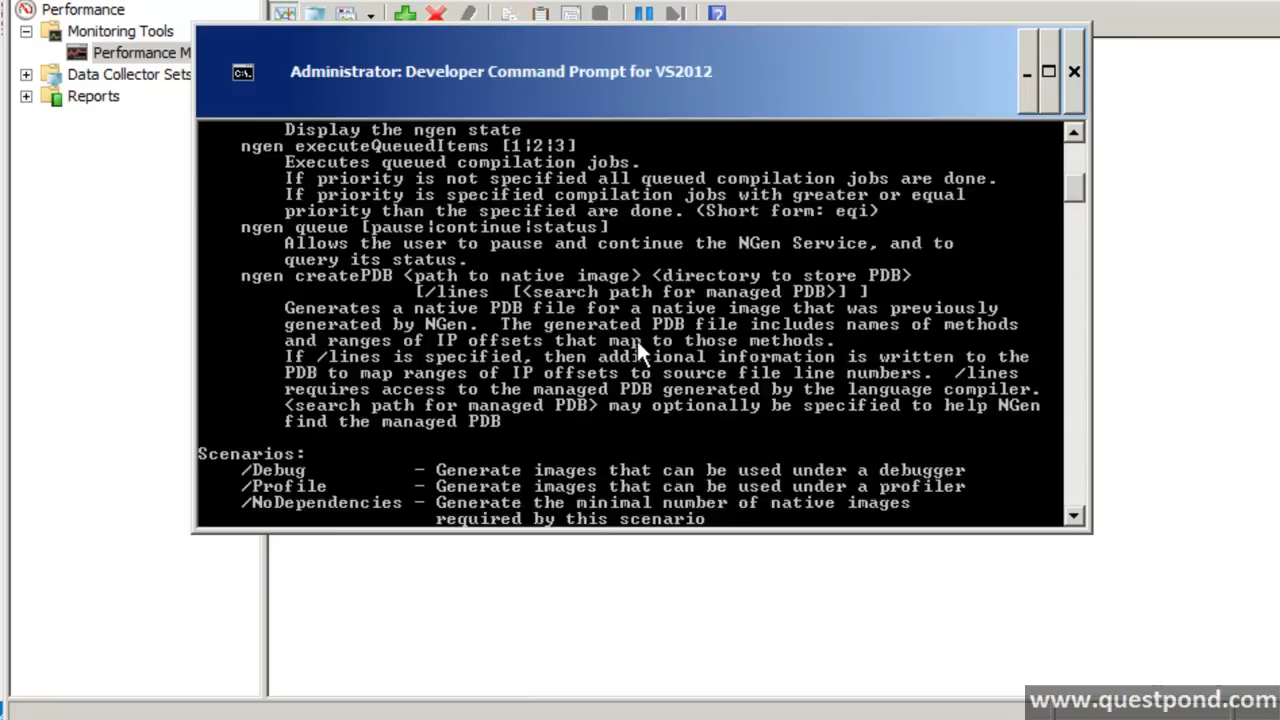 Performance
Monitoring Tools
Performance M
Data Collector Sets
Reports
C:\.
Administrator: Developer Command Prompt for VS2012
Display the ngen state
ngen executeQueuedItems [1|2|3]
Executes queued compilation jobs.
If priority is not specified all queued compilation jobs are done.
If priority is specified compilation jobs with greater or equal
priority than the specified are done. (Short form: eqi)
ngen queue [pause|continue|status]
Allows the user to pause and continue the NGen Service, and to
query its status.
ngen createPDB <path to native image> <directory to store PDB>
[/lines [<search path for managed PDB>] ]
Generates a native PDB file for a native image that was previously
generated by NGen. The generated PDB file includes names of methods
and ranges of IP offsets that map to those methods.
If /lines is specified, then additional information is written to the
PDB to map ranges of IP offsets to source file line numbers. /lines
requires access to the managed PDB generated by the language compiler.
<search path for managed PDB> may optionally be specified to help NGen
find the managed PDB
Scenarios:
/Debug - Generate images that can be used under a debugger
/Profile - Generate images that can be used under a profiler
/NoDependencies - Generate the minimal number of native images
required by this scenario
www.questpond.com